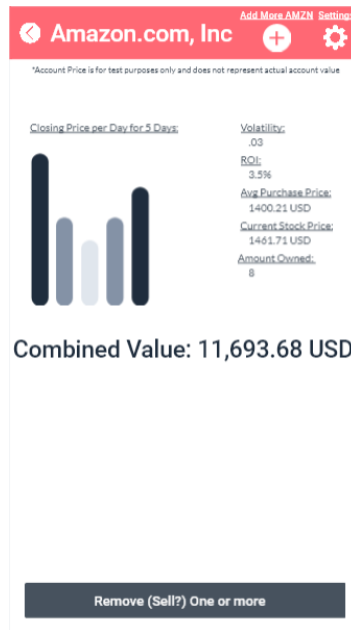 Add More AMZN Settings
Amazon.com, Inc
*Account Price is for test purposes only and does not represent actual account value
Closing Price per Day for 5 Days:
Volatility:
.03
ROI:
3.5%
Avg Purchase Price:
1400.21 USD
Current Stock Price:
1461.71 USD
Amount Owned:
8
Combined Value: 11,693.68 USD
Remove (Sell?) One or more